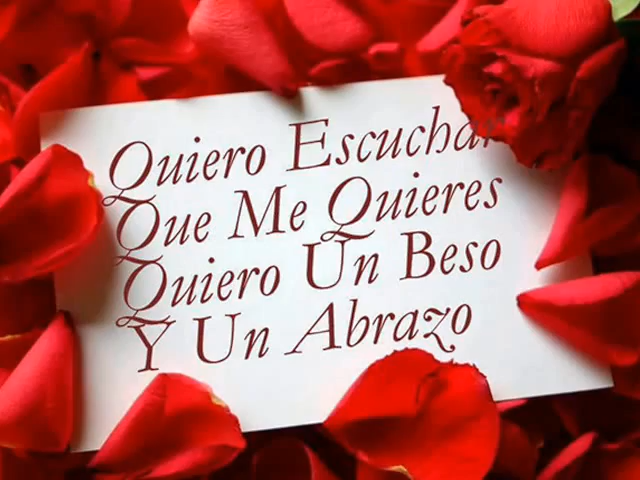 Quiero Escuchar
Que Me Quieres
Quiero Un Beso
Y Un Abrazo